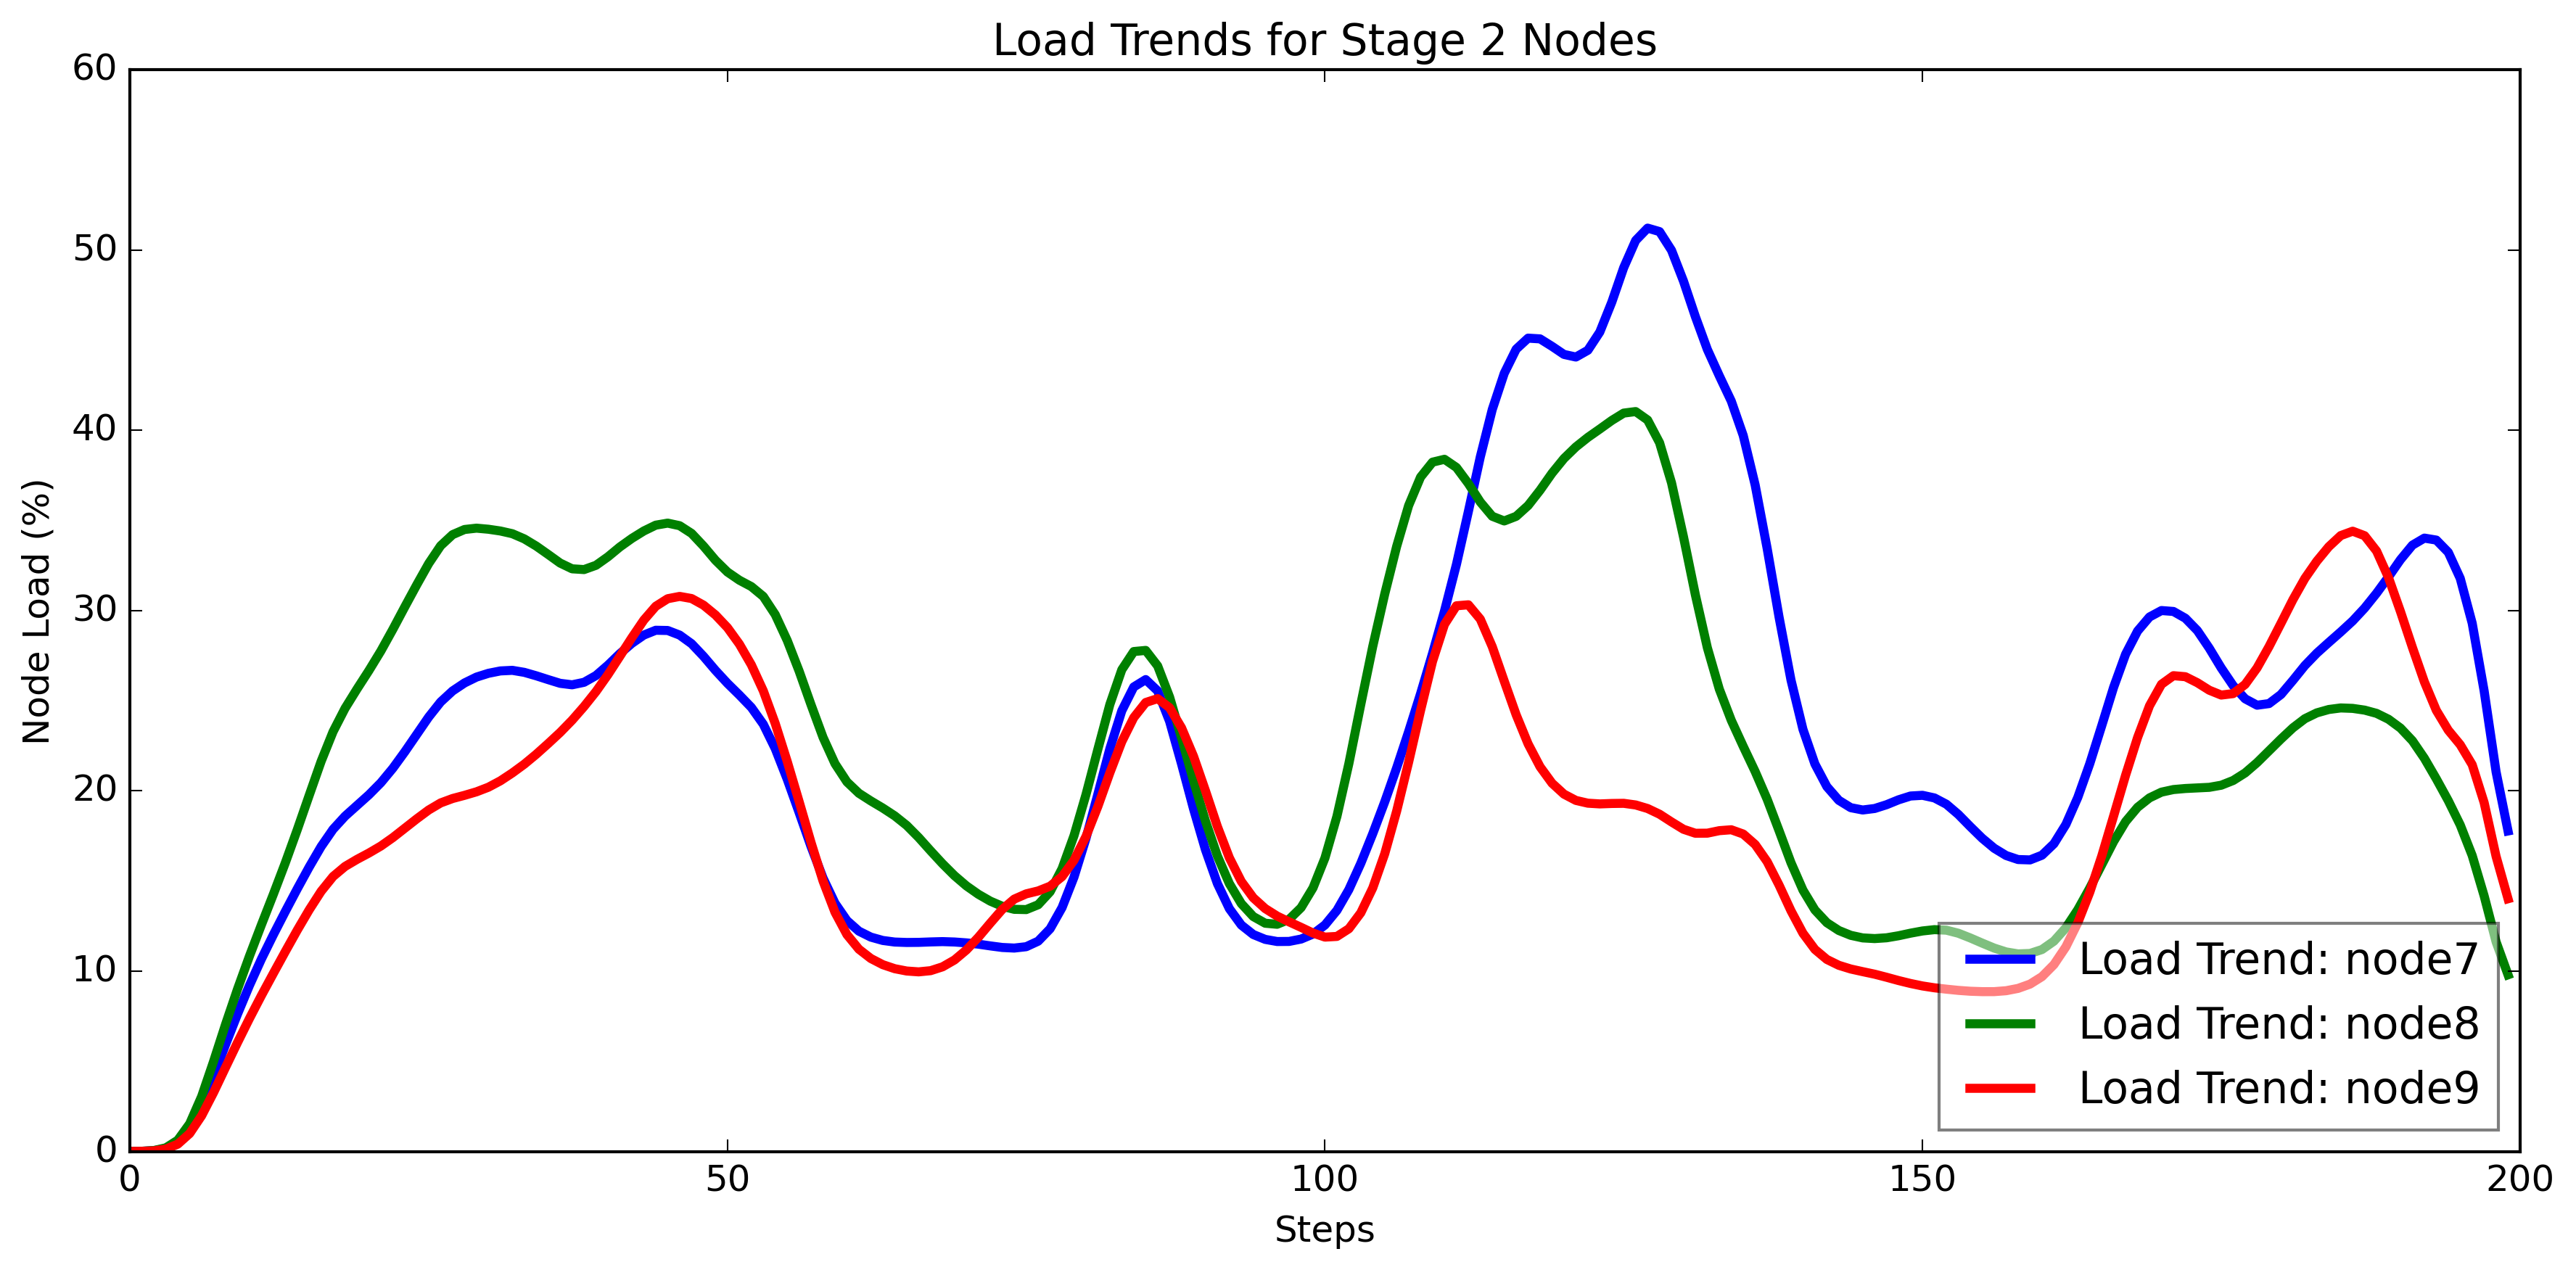 Load Trends for Stage 2 Nodes
60
50
40
30
20
10
0
Node Load (%)
0 50 100 150 200
Steps
Load Trend: node7
Load Trend: node8
Load Trend: node9